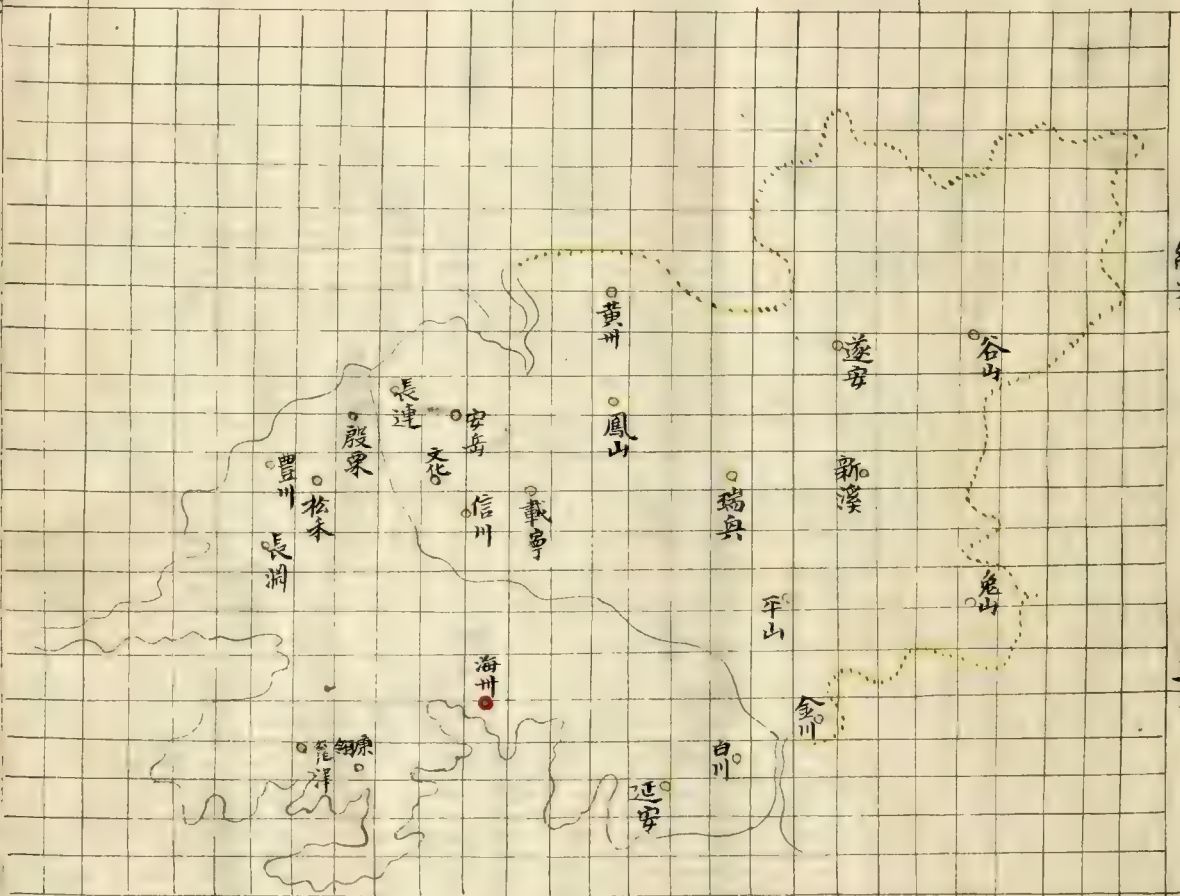 黃州
遂安
谷山
長連
安岳
鳳山
殷栗
文化
豊川
松禾
信川
載寧
瑞興
新溪
長淵
兎山
平山
海州
金川
白川
康翎
瓮洋
延安